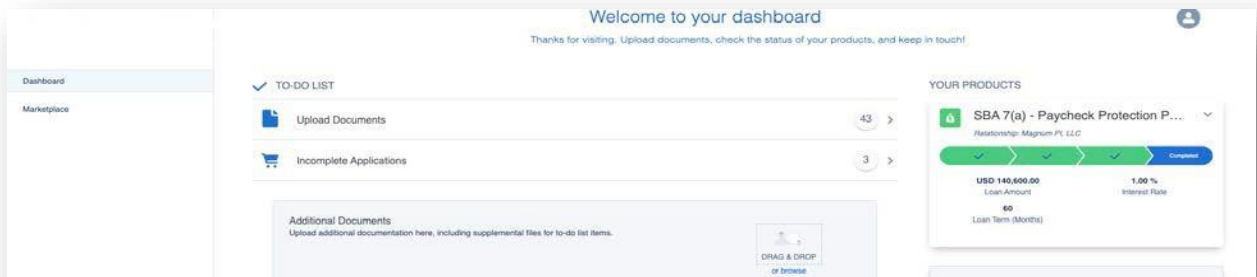 Welcome to your dashboard
Thanks for visiting. Upload documents, check the status of your products, and keep in touch!
Dashboard
Marketplace
TO-DO LIST
Upload Documents
43
Incomplete Applications
3
Additional Documents
Upload additional documentation here, including supplemental files for to-do list items.
DRAG & DROP
or browse
YOUR PRODUCTS
SBA 7(a) - Paycheck Protection P...
Relationship: Magnum PI, LLC
Completed
USD 140,600.00
Loan Amount
1.00 %
Interest Rate
60
Loan Term (Months)